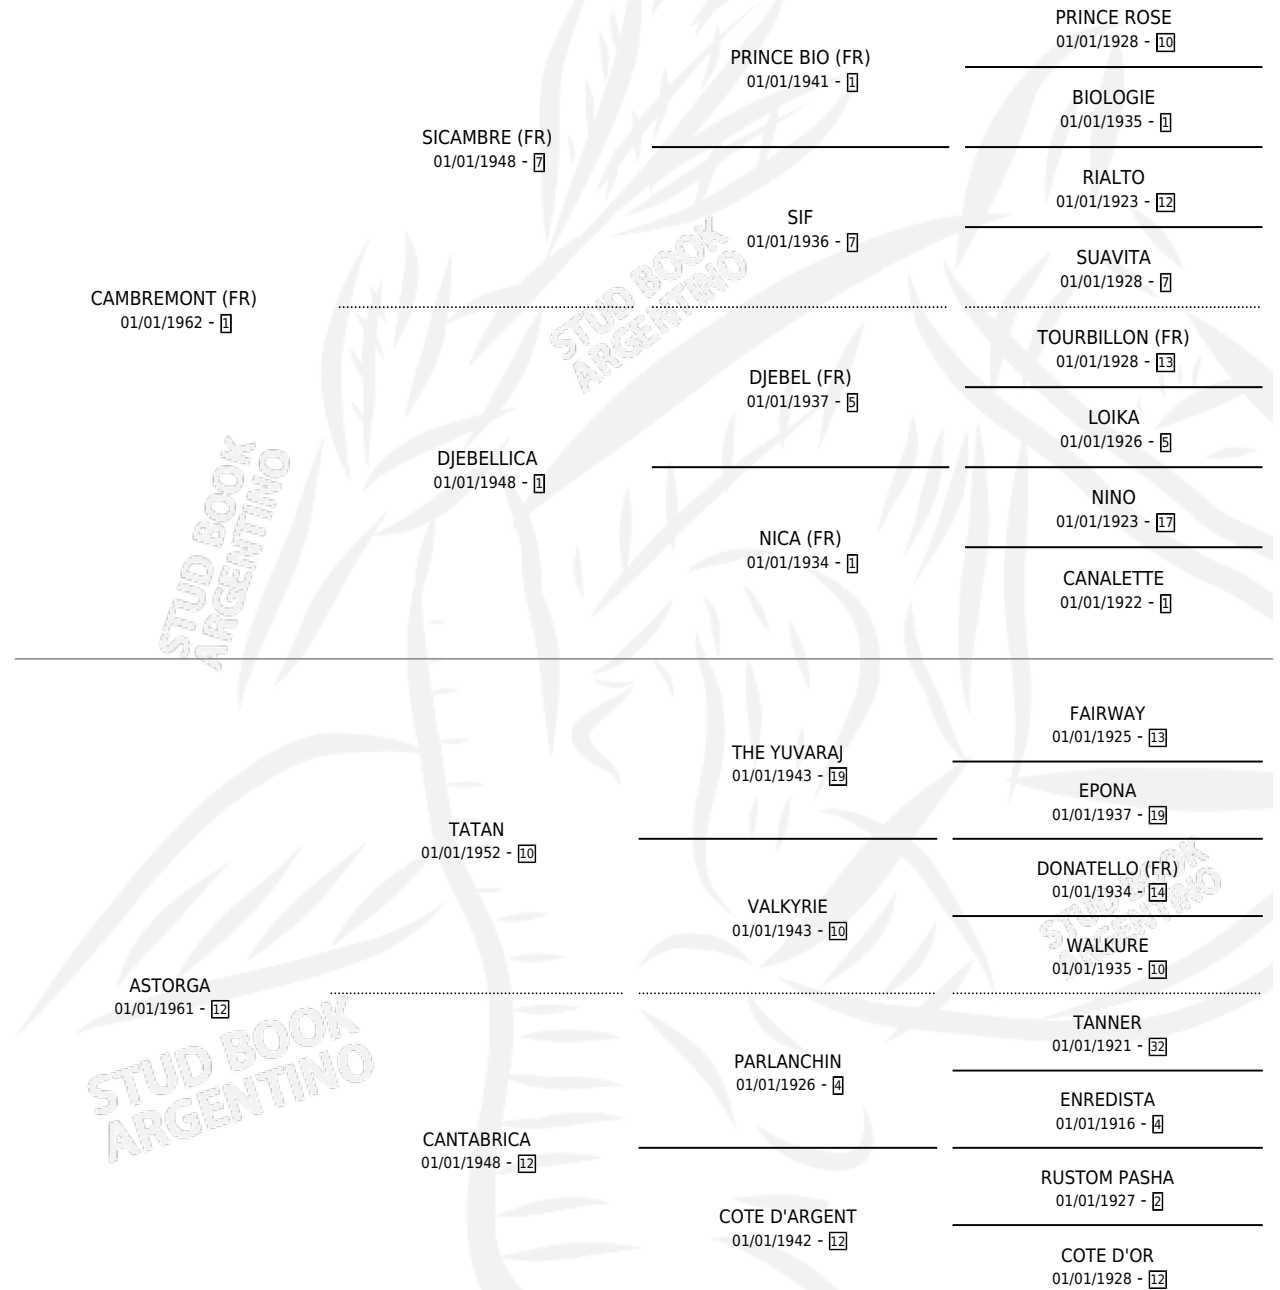 PRINCE ROSE
01/01/1928 - 10
PRINCE BIO (FR)
01/01/1941 - 1
BIOLOGIE
01/01/1935 - 1
SICAMBRE (FR)
01/01/1948 - 7
RIALTO
01/01/1923 - 12
SIF
01/01/1936 - 7
SUAVITA
01/01/1928 - 7
CAMBREMONT (FR)
01/01/1962 - 1
TOURBILLON (FR)
01/01/1928 - 13
DJEBEL (FR)
01/01/1937 - 5
LOIKA
01/01/1926 - 5
DJEBELLICA
01/01/1948 - 1
NINO
01/01/1923 - 17
NICA (FR)
01/01/1934 - 1
CANALETTE
01/01/1922 - 1
FAIRWAY
01/01/1925 - 13
THE YUVARAJ
01/01/1943 - 19
EPONA
01/01/1937 - 19
TATAN
01/01/1952 - 10
DONATELLO (FR)
01/01/1934 - 14
VALKYRIE
01/01/1943 - 10
WALKURE
01/01/1935 - 10
ASTORGA
01/01/1961 - 12
TANNER
01/01/1921 - 32
PARLANCHIN
01/01/1926 - 4
ENREDISTA
01/01/1916 - 4
CANTABRICA
01/01/1948 - 12
RUSTOM PASHA
01/01/1927 - 2
COTE D'ARGENT
01/01/1942 - 12
COTE D'OR
01/01/1928 - 12
STUD BOOK
ARGENTINO
STUD BOOK
ARGENTINO
STUD BOOK
ARGENTINO
STUD BOOK
ARGENTINO